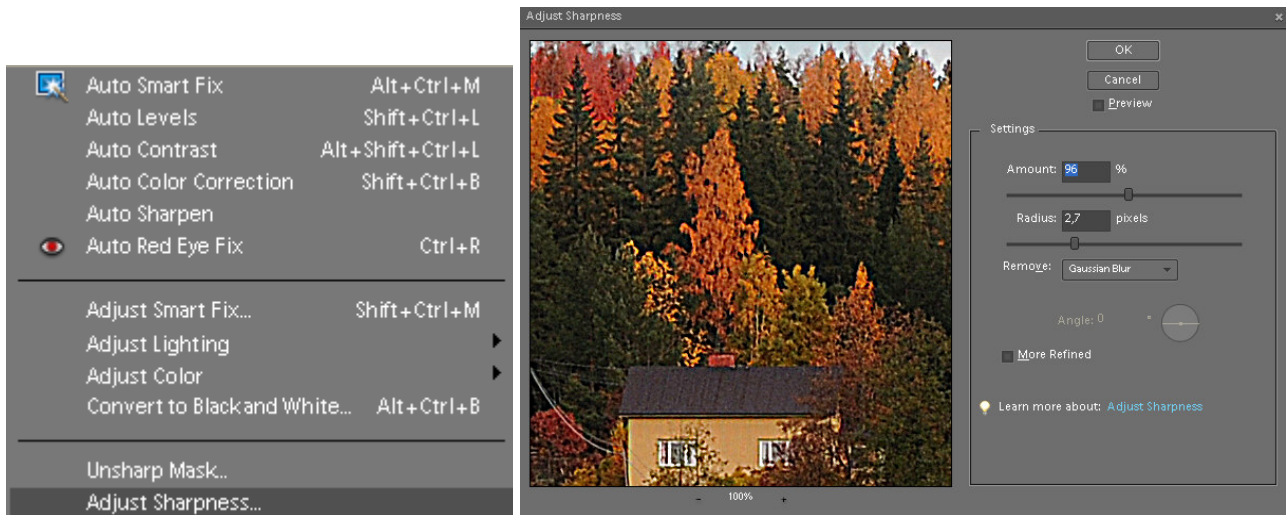 Auto Smart Fix Alt+Ctrl+M
Auto Levels Shift+Ctrl+L
Auto Contrast Alt+Shift+Ctrl+L
Auto Color Correction Shift+Ctrl+B
Auto Sharpen
Auto Red Eye Fix Ctrl+R
Adjust Smart Fix... Shift+Ctrl+M
Adjust Lighting
Adjust Color
Convert to Black and White... Alt+Ctrl+B
Unsharp Mask...
Adjust Sharpness...
Adjust Sharpness
OK
Cancel
Preview
Settings
Amount: 96 %
Radius: 2,7 pixels
Remove: Gaussian Blur
Angle: 0 °
More Refined
Learn more about: Adjust Sharpness
- 100% +